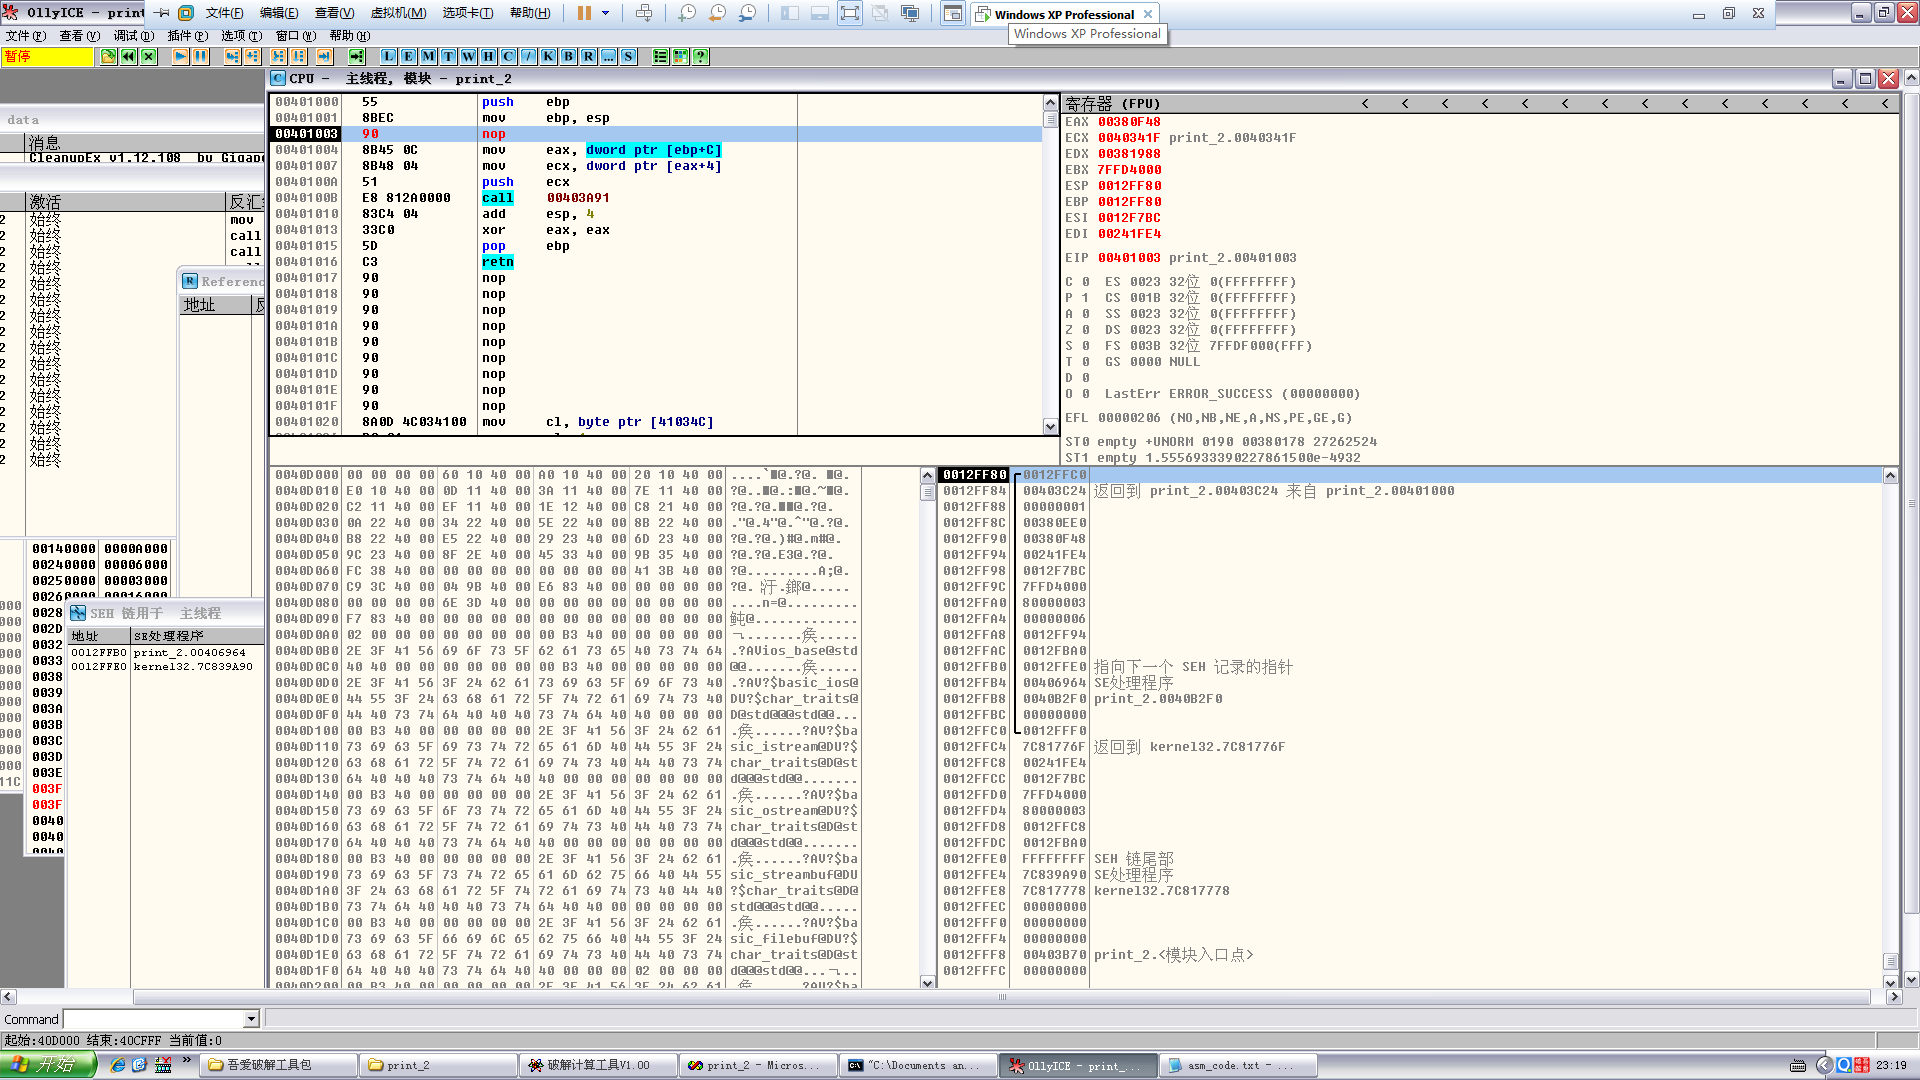 OllyICE - print
文件(F) 编辑(E) 查看(V) 虚拟机(M) 选项卡(T) 帮助(H)
Windows XP Professional
Windows XP Professional
文件(F) 查看(V) 调试(D) 插件(P) 选项(T) 窗口(W) 帮助(H)
暂停
L E M T W H C / K B R ... S
CPU - 主线程, 模块 - print_2
00401000 55 push ebp
00401001 8BEC mov ebp, esp
00401003 90 nop
00401004 8B45 0C mov eax, dword ptr [ebp+C]
00401007 8B48 04 mov ecx, dword ptr [eax+4]
0040100A 51 push ecx
0040100B E8 812A0000 call 00403A91
00401010 83C4 04 add esp, 4
00401013 33C0 xor eax, eax
00401015 5D pop ebp
00401016 C3 retn
00401017 90 nop
00401018 90 nop
00401019 90 nop
0040101A 90 nop
0040101B 90 nop
0040101C 90 nop
0040101D 90 nop
0040101E 90 nop
0040101F 90 nop
00401020 8A0D 4C034100 mov cl, byte ptr [41034C]
寄存器 (FPU)
EAX 00380F48
ECX 0040341F print_2.0040341F
EDX 00381988
EBX 7FFD4000
ESP 0012FF80
EBP 0012FF80
ESI 0012F7BC
EDI 00241FE4
EIP 00401003 print_2.00401003
C 0 ES 0023 32位 0(FFFFFFFF)
P 1 CS 001B 32位 0(FFFFFFFF)
A 0 SS 0023 32位 0(FFFFFFFF)
Z 0 DS 0023 32位 0(FFFFFFFF)
S 0 FS 003B 32位 7FFDF000(FFF)
T 0 GS 0000 NULL
D 0
O 0 LastErr ERROR_SUCCESS (00000000)
EFL 00000206 (NO,NB,NE,A,NS,PE,GE,G)
ST0 empty +UNORM 0190 00380178 27262524
ST1 empty 1.5556933390227861500e-4932
data
消息
CleanupEx v1.12.108 by Gigap
激活 反汇
始终 mov
始终 call
始终 call
始终
始终
始终
始终
始终
始终
始终
始终
始终
始终
始终
始终
始终
Referenc
地址
00140000 0000A000
00240000 00006000
00250000 00003000
SEH 链用于 主线程
地址 SE处理程序
0012FFB0 print_2.00406964
0012FFE0 kernel32.7C839A90
0040D000 00 00 00 00 60 10 40 00 A0 10 40 00 20 10 40 00
0040D010 E0 10 40 00 0D 11 40 00 3A 11 40 00 7E 11 40 00
0040D020 C2 11 40 00 EF 11 40 00 1E 12 40 00 C8 21 40 00
0040D030 0A 22 40 00 34 22 40 00 5E 22 40 00 8B 22 40 00
0040D040 B8 22 40 00 E5 22 40 00 29 23 40 00 6D 23 40 00
0040D050 9C 23 40 00 8F 2E 40 00 45 33 40 00 9B 35 40 00
0040D060 FC 38 40 00 00 00 00 00 00 00 00 00 41 3B 40 00
0040D070 C9 3C 40 00 04 9B 40 00 E6 83 40 00 00 00 00 00
0040D080 00 00 00 00 6E 3D 40 00 00 00 00 00 00 00 00 00
0040D090 F7 83 40 00 00 00 00 00 00 00 00 00 00 00 00 00
0040D0A0 02 00 00 00 00 00 00 00 00 B3 40 00 00 00 00 00
0040D0B0 2E 3F 41 56 69 6F 73 5F 62 61 73 65 40 73 74 64 .?AVios_base@std
0040D0C0 40 40 00 00 00 00 00 00 00 B3 40 00 00 00 00 00
0040D0D0 2E 3F 41 56 3F 24 62 61 73 69 63 5F 69 6F 73 40 .?AV?$basic_ios@
0040D0E0 44 55 3F 24 63 68 61 72 5F 74 72 61 69 74 73 40 DU?$char_traits@
0040D0F0 44 40 73 74 64 40 40 40 73 74 64 40 40 00 00 00 D@std@@@std@@...
0040D100 00 B3 40 00 00 00 00 00 2E 3F 41 56 3F 24 62 61
0040D110 73 69 63 5F 69 73 74 72 65 61 6D 40 44 55 3F 24 sic_istream@DU?$
0040D120 63 68 61 72 5F 74 72 61 69 74 73 40 44 40 73 74 char_traits@D@st
0040D130 64 40 40 40 73 74 64 40 40 00 00 00 00 00 00 00 d@@@std@@.......
0040D140 00 B3 40 00 00 00 00 00 2E 3F 41 56 3F 24 62 61
0040D150 73 69 63 5F 6F 73 74 72 65 61 6D 40 44 55 3F 24 sic_ostream@DU?$
0040D160 63 68 61 72 5F 74 72 61 69 74 73 40 44 40 73 74 char_traits@D@st
0040D170 64 40 40 40 73 74 64 40 40 00 00 00 00 00 00 00 d@@@std@@.......
0040D180 00 B3 40 00 00 00 00 00 2E 3F 41 56 3F 24 62 61
0040D190 73 69 63 5F 73 74 72 65 61 6D 62 75 66 40 44 55 sic_streambuf@DU
0040D1A0 3F 24 63 68 61 72 5F 74 72 61 69 74 73 40 44 40 ?$char_traits@D@
0040D1B0 73 74 64 40 40 40 73 74 64 40 40 00 00 00 00 00 std@@@std@@.....
0040D1C0 00 B3 40 00 00 00 00 00 2E 3F 41 56 3F 24 62 61
0040D1D0 73 69 63 5F 66 69 6C 65 62 75 66 40 44 55 3F 24 sic_filebuf@DU?$
0040D1E0 63 68 61 72 5F 74 72 61 69 74 73 40 44 40 73 74 char_traits@D@st
0040D1F0 64 40 40 40 73 74 64 40 40 00 00 00 02 00 00 00
0012FF80 0012FFC0
0012FF84 00403C24 返回到 print_2.00403C24 来自 print_2.00401000
0012FF88 00000001
0012FF8C 00380EE0
0012FF90 00380F48
0012FF94 00241FE4
0012FF98 0012F7BC
0012FF9C 7FFD4000
0012FFA0 80000003
0012FFA4 00000006
0012FFA8 0012FF94
0012FFAC 0012FBA0
0012FFB0 0012FFE0 指向下一个 SEH 记录的指针
0012FFB4 00406964 SE处理程序
0012FFB8 0040B2F0 print_2.0040B2F0
0012FFBC 00000000
0012FFC0 0012FFF0
0012FFC4 7C81776F 返回到 kernel32.7C81776F
0012FFC8 00241FE4
0012FFCC 0012F7BC
0012FFD0 7FFD4000
0012FFD4 80000003
0012FFD8 0012FFC8
0012FFDC 0012FBA0
0012FFE0 FFFFFFFF SEH 链尾部
0012FFE4 7C839A90 SE处理程序
0012FFE8 7C817778 kernel32.7C817778
0012FFEC 00000000
0012FFF0 00000000
0012FFF4 00000000
0012FFF8 00403B70 print_2.<模块入口点>
0012FFFC 00000000
Command
起始:40D000 结束:40CFFF 当前值:0
开始 吾爱破解工具包 print_2 破解计算工具V1.00 print_2 - Micros... "C:\Documents an... OllyICE - print_... asm_code.txt - ... 23:19